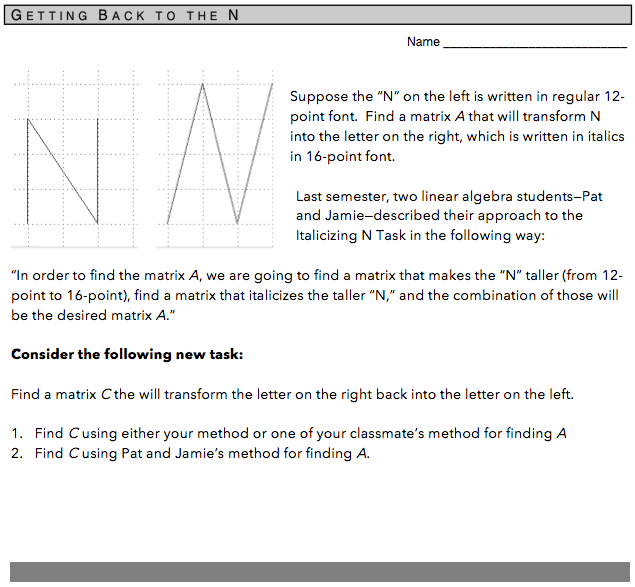 GETTING BACK TO THE N
Name
Suppose the “N” on the left is written in regular 12-
point font. Find a matrix A that will transform N
into the letter on the right, which is written in italics
in 16-point font.
Last semester, two linear algebra students—Pat
and Jamie—described their approach to the
Italicizing N Task in the following way:
“In order to find the matrix A, we are going to find a matrix that makes the “N” taller (from 12-
point to 16-point), find a matrix that italicizes the taller “N,” and the combination of those will
be the desired matrix A.”
Consider the following new task:
Find a matrix C the will transform the letter on the right back into the letter on the left.
1. Find C using either your method or one of your classmate’s method for finding A
2. Find C using Pat and Jamie’s method for finding A.